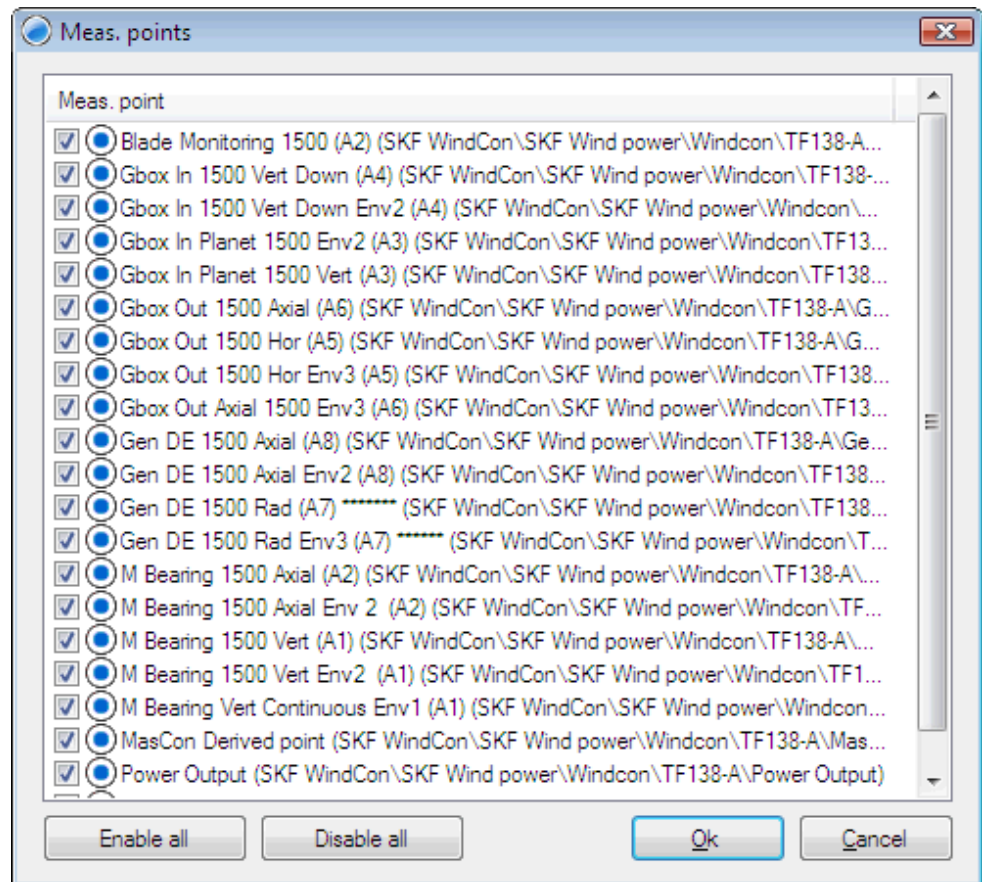 Meas. points
Meas. point
Blade Monitoring 1500 (A2) (SKF WindCon\SKF Wind power\Windcon\TF138-A...
Gbox In 1500 Vert Down (A4) (SKF WindCon\SKF Wind power\Windcon\TF138-...
Gbox In 1500 Vert Down Env2 (A4) (SKF WindCon\SKF Wind power\Windcon\...
Gbox In Planet 1500 Env2 (A3) (SKF WindCon\SKF Wind power\Windcon\TF13...
Gbox In Planet 1500 Vert (A3) (SKF WindCon\SKF Wind power\Windcon\TF138...
Gbox Out 1500 Axial (A6) (SKF WindCon\SKF Wind power\Windcon\TF138-A\G...
Gbox Out 1500 Hor (A5) (SKF WindCon\SKF Wind power\Windcon\TF138-A\G...
Gbox Out 1500 Hor Env3 (A5) (SKF WindCon\SKF Wind power\Windcon\TF138...
Gbox Out Axial 1500 Env3 (A6) (SKF WindCon\SKF Wind power\Windcon\TF13...
Gen DE 1500 Axial (A8) (SKF WindCon\SKF Wind power\Windcon\TF138-A\Ge...
Gen DE 1500 Axial Env2 (A8) (SKF WindCon\SKF Wind power\Windcon\TF138...
Gen DE 1500 Rad (A7) ******* (SKF WindCon\SKF Wind power\Windcon\TF138...
Gen DE 1500 Rad Env3 (A7) ****** (SKF WindCon\SKF Wind power\Windcon\T...
M Bearing 1500 Axial (A2) (SKF WindCon\SKF Wind power\Windcon\TF138-A\...
M Bearing 1500 Axial Env 2  (A2) (SKF WindCon\SKF Wind power\Windcon\TF...
M Bearing 1500 Vert (A1) (SKF WindCon\SKF Wind power\Windcon\TF138-A\...
M Bearing 1500 Vert Env2  (A1) (SKF WindCon\SKF Wind power\Windcon\TF1...
M Bearing Vert Continuous Env1 (A1) (SKF WindCon\SKF Wind power\Windcon...
MasCon Derived point (SKF WindCon\SKF Wind power\Windcon\TF138-A\Mas...
Power Output (SKF WindCon\SKF Wind power\Windcon\TF138-A\Power Output)
Enable all Disable all Ok Cancel